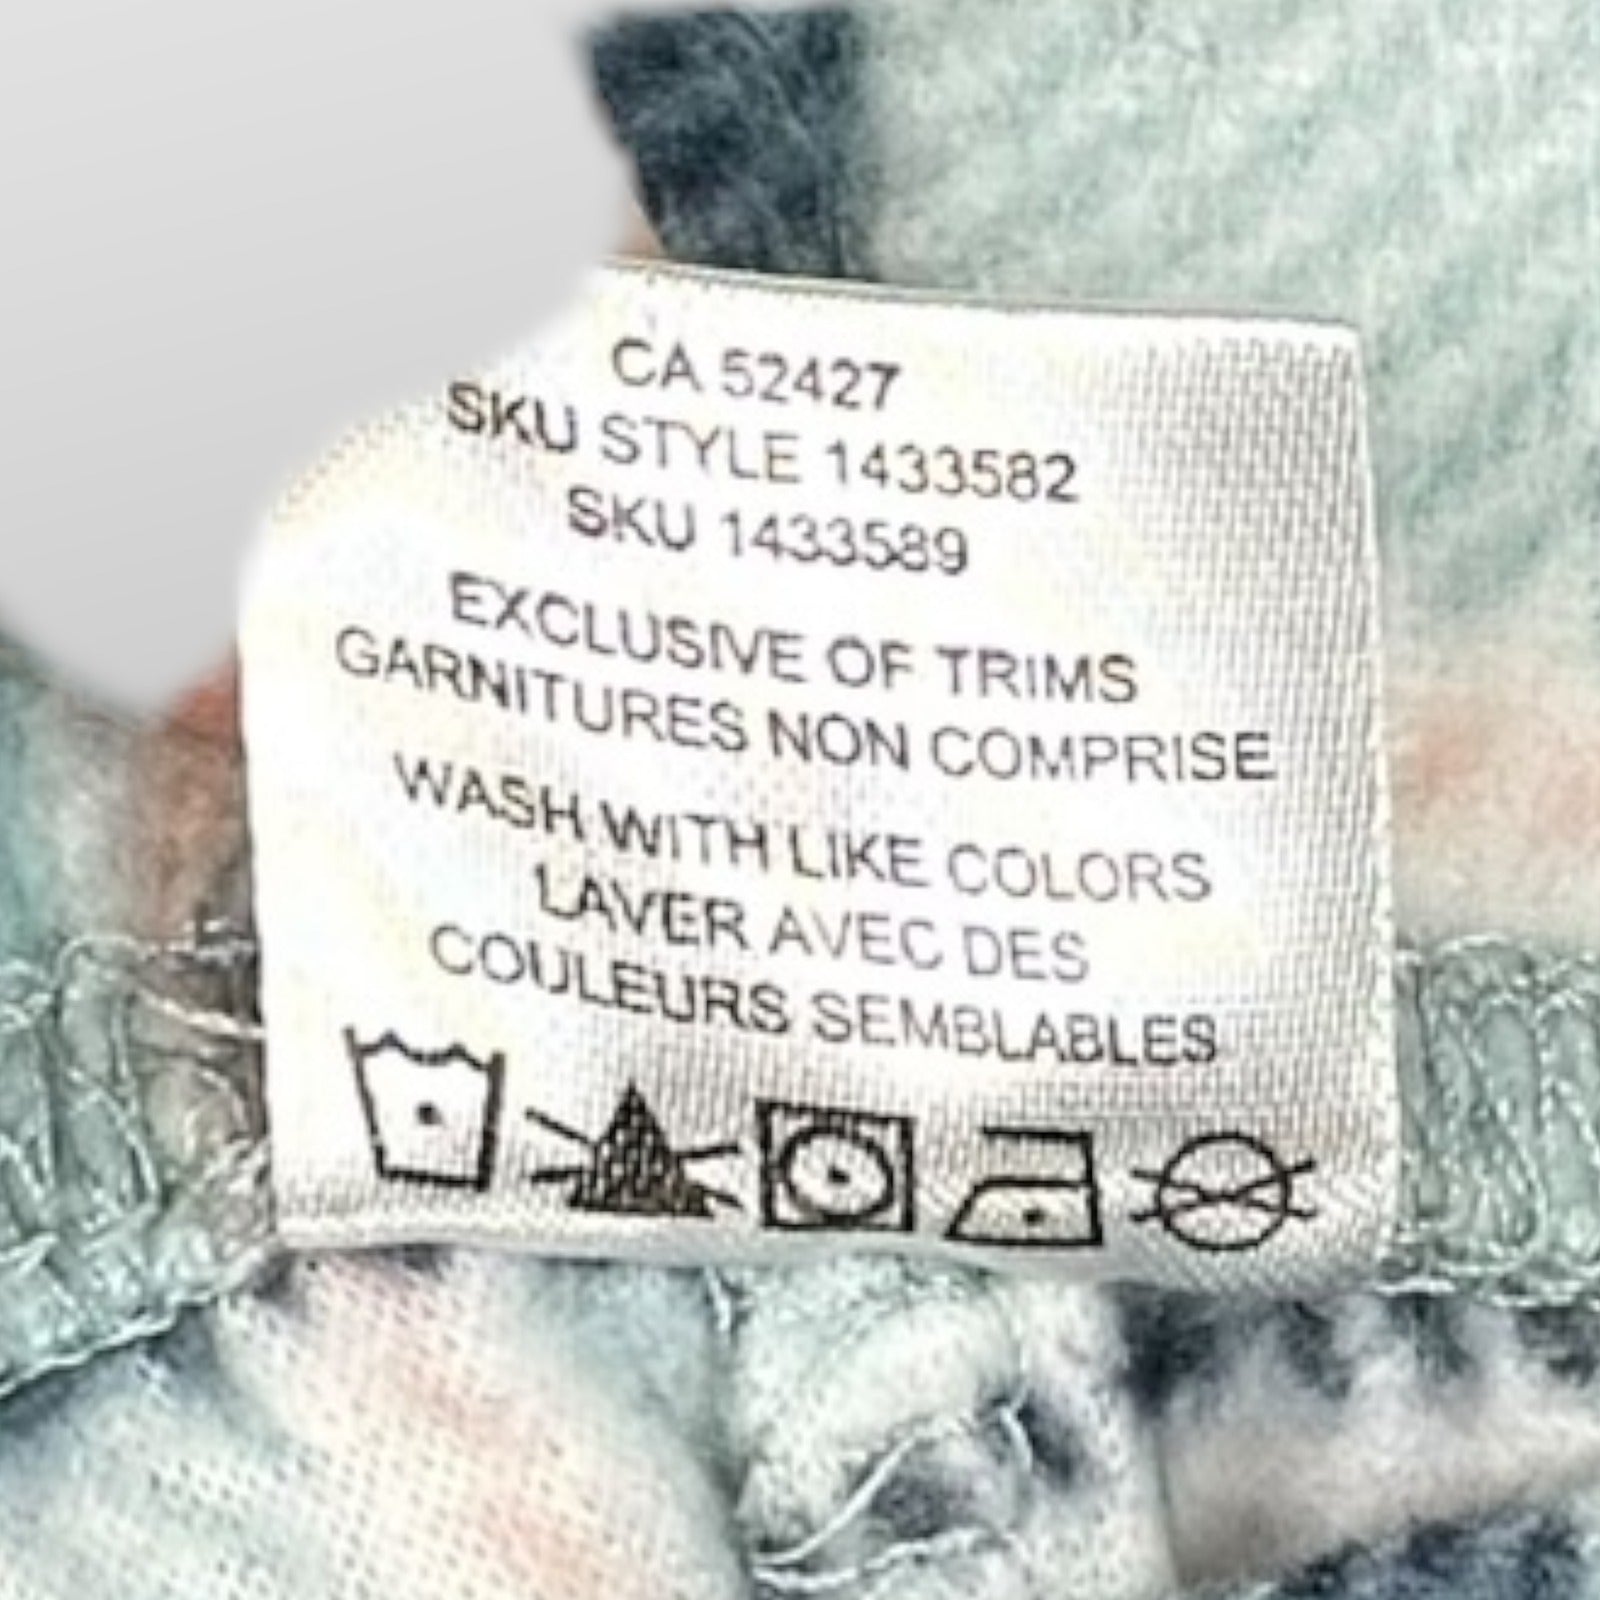 CA 52427
SKU STYLE 1433582
SKU 1433589
EXCLUSIVE OF TRIMS
GARNITURES NON COMPRISE
WASH WITH LIKE COLORS
LAVER AVEC DES
COULEURS SEMBLABLES